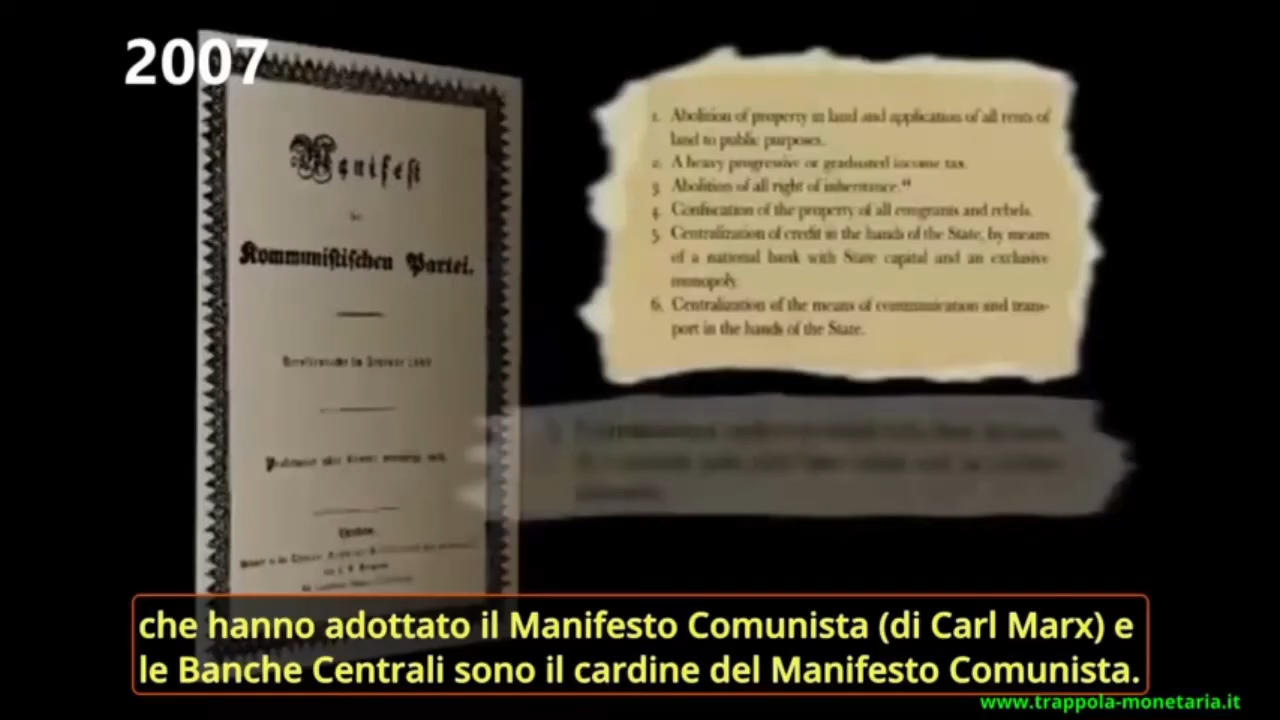 2007
Manifest
der
Kommunistischen Partei.
London.
1. Abolition of property in land and application of all rents of
land to public purposes.
2. A heavy progressive or graduated income tax.
3. Abolition of all right of inheritance.
4. Confiscation of the property of all emigrants and rebels.
5. Centralization of credit in the hands of the State, by means
of a national bank with State capital and an exclusive
monopoly.
6. Centralization of the means of communication and trans-
port in the hands of the State.
che hanno adottato il Manifesto Comunista (di Carl Marx) e
le Banche Centrali sono il cardine del Manifesto Comunista.
www.trappola-monetaria.it